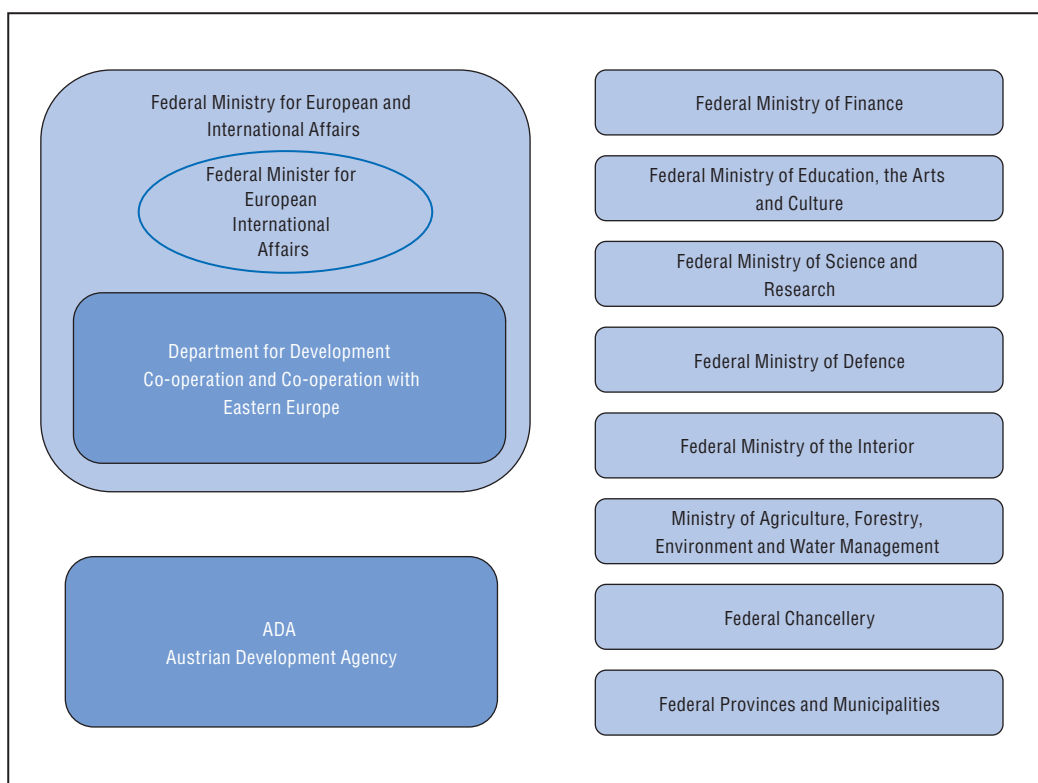 Federal Ministry for European and
International Affairs
Federal Minister for
European
International
Affairs
Department for Development
Co-operation and Co-operation with
Eastern Europe
ADA
Austrian Development Agency
Federal Ministry of Finance
Federal Ministry of Education, the Arts
and Culture
Federal Ministry of Science and
Research
Federal Ministry of Defence
Federal Ministry of the Interior
Ministry of Agriculture, Forestry,
Environment and Water Management
Federal Chancellery
Federal Provinces and Municipalities